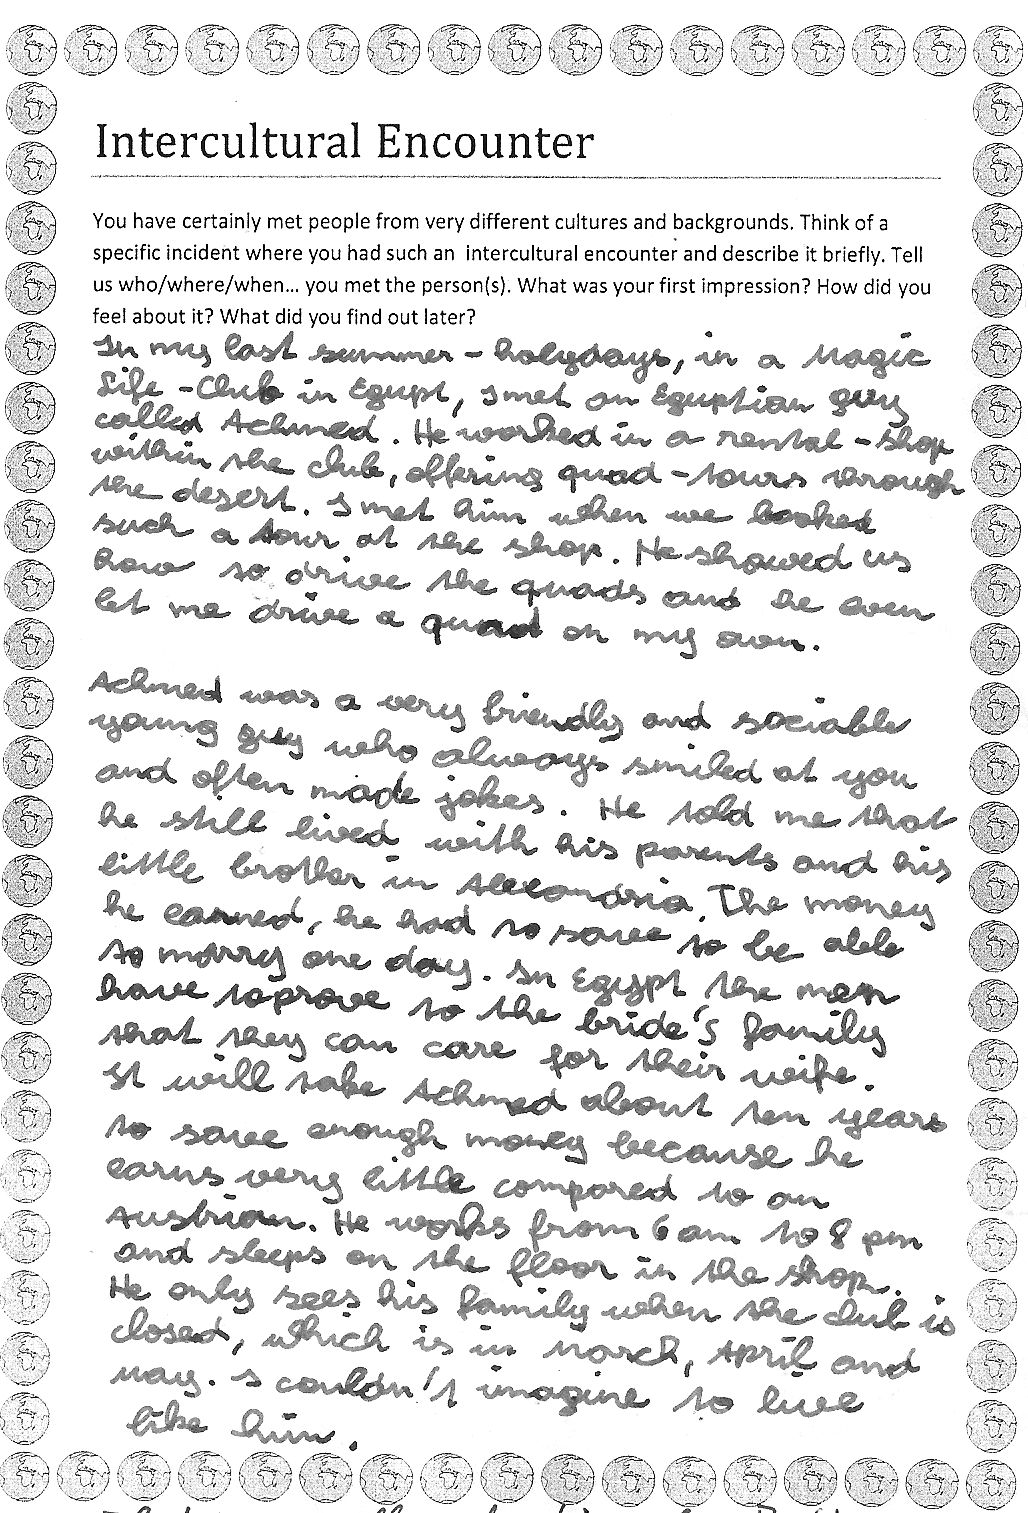 Intercultural Encounter
You have certainly met people from very different cultures and backgrounds. Think of a
specific incident where you had such an intercultural encounter and describe it briefly. Tell
us who/where/when... you met the person(s). What was your first impression? How did you
feel about it? What did you find out later?
In my last summer-holydays, in a Magic
Life-Club in Egypt, I met an Egyptian guy
called Achmed. He worked in a rental-shop
within the club, offering quad-tours through
the desert. I met him when we booked
such a tour at the shop. He showed us
how to drive the quads and he even
let me drive a quad on my own.
Achmed was a very friendly and sociable
young guy who always smiled at you
and often made jokes. He told me that
he still lived with his parents and his
little brother in Alexandria. The money
he earned, he had to save to be able
to marry one day. In Egypt the men
have to prove to the bride's family
that they can care for their wife.
It will take Achmed about ten years
to save enough money because he
earns very little compared to an
Austrian. He works from 6 am to 8 pm
and sleeps on the floor in the shop.
He only sees his family when the club is
closed, which is in March, April and
May. I couldn't imagine to live
like him.